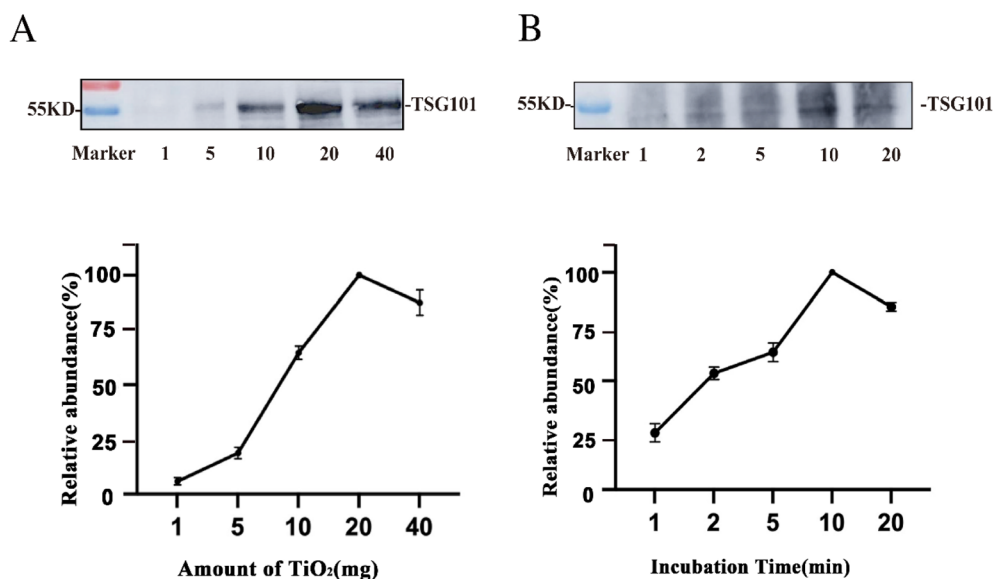 A
B
55KD-
-TSG101
55KD-
-TSG101
Marker 1 5 10 20 40
Marker 1 2 5 10 20
Relative abundance(%)
100
75
50
25
0
1 5 10 20 40
Amount of TiO₂(mg)
Relative abundance(%)
100
75
50
25
0
1 2 5 10 20
Incubation Time(min)